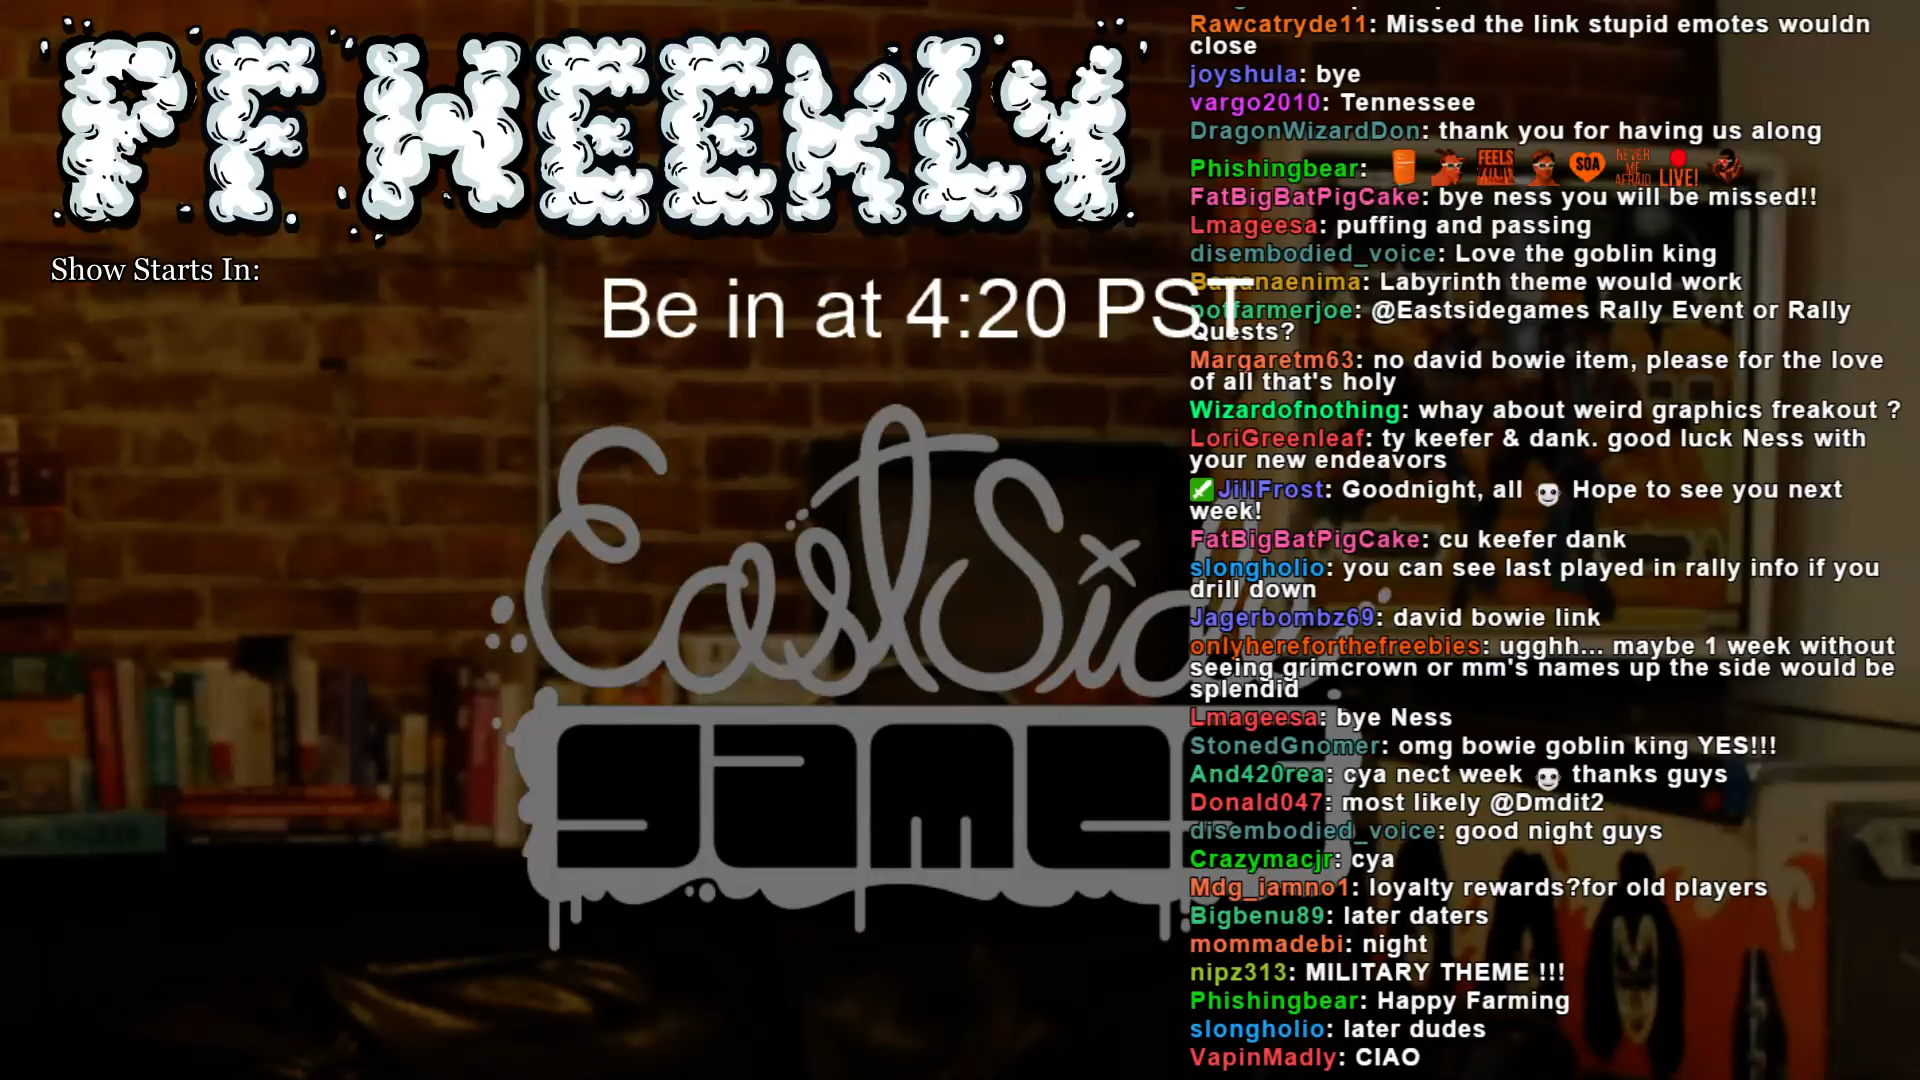 PF WEEKLY
Show Starts In:
Be in at 4:20 PST
EastSide
games
Rawcatryde11: Missed the link stupid emotes wouldn
close
joyshula: bye
vargo2010: Tennessee
DragonWizardDon: thank you for having us along
Phishingbear: FEELS SOA NEVER ME AFRAID LIVE!
FatBigBatPigCake: bye ness you will be missed!!
Lmageesa: puffing and passing
disembodied_voice: Love the goblin king
Bananaenima: Labyrinth theme would work
potfarmerjoe: @Eastsidegames Rally Event or Rally
Quests?
Margaretm63: no david bowie item, please for the love
of all that's holy
Wizardofnothing: whay about weird graphics freakout ?
LoriGreenleaf: ty keefer & dank. good luck Ness with
your new endeavors
JillFrost: Goodnight, all Hope to see you next
week!
FatBigBatPigCake: cu keefer dank
slongholio: you can see last played in rally info if you
drill down
Jagerbombz69: david bowie link
onlyhereforthefreebies: ugghh... maybe 1 week without
seeing grimcrown or mm's names up the side would be
splendid
Lmageesa: bye Ness
StonedGnomer: omg bowie goblin king YES!!!
And420rea: cya nect week thanks guys
Donald047: most likely @Dmdit2
disembodied_voice: good night guys
Crazymacjr: cya
Mdg_iamno1: loyalty rewards?for old players
Bigbenu89: later daters
mommadebi: night
nipz313: MILITARY THEME !!!
Phishingbear: Happy Farming
slongholio: later dudes
VapinMadly: CIAO